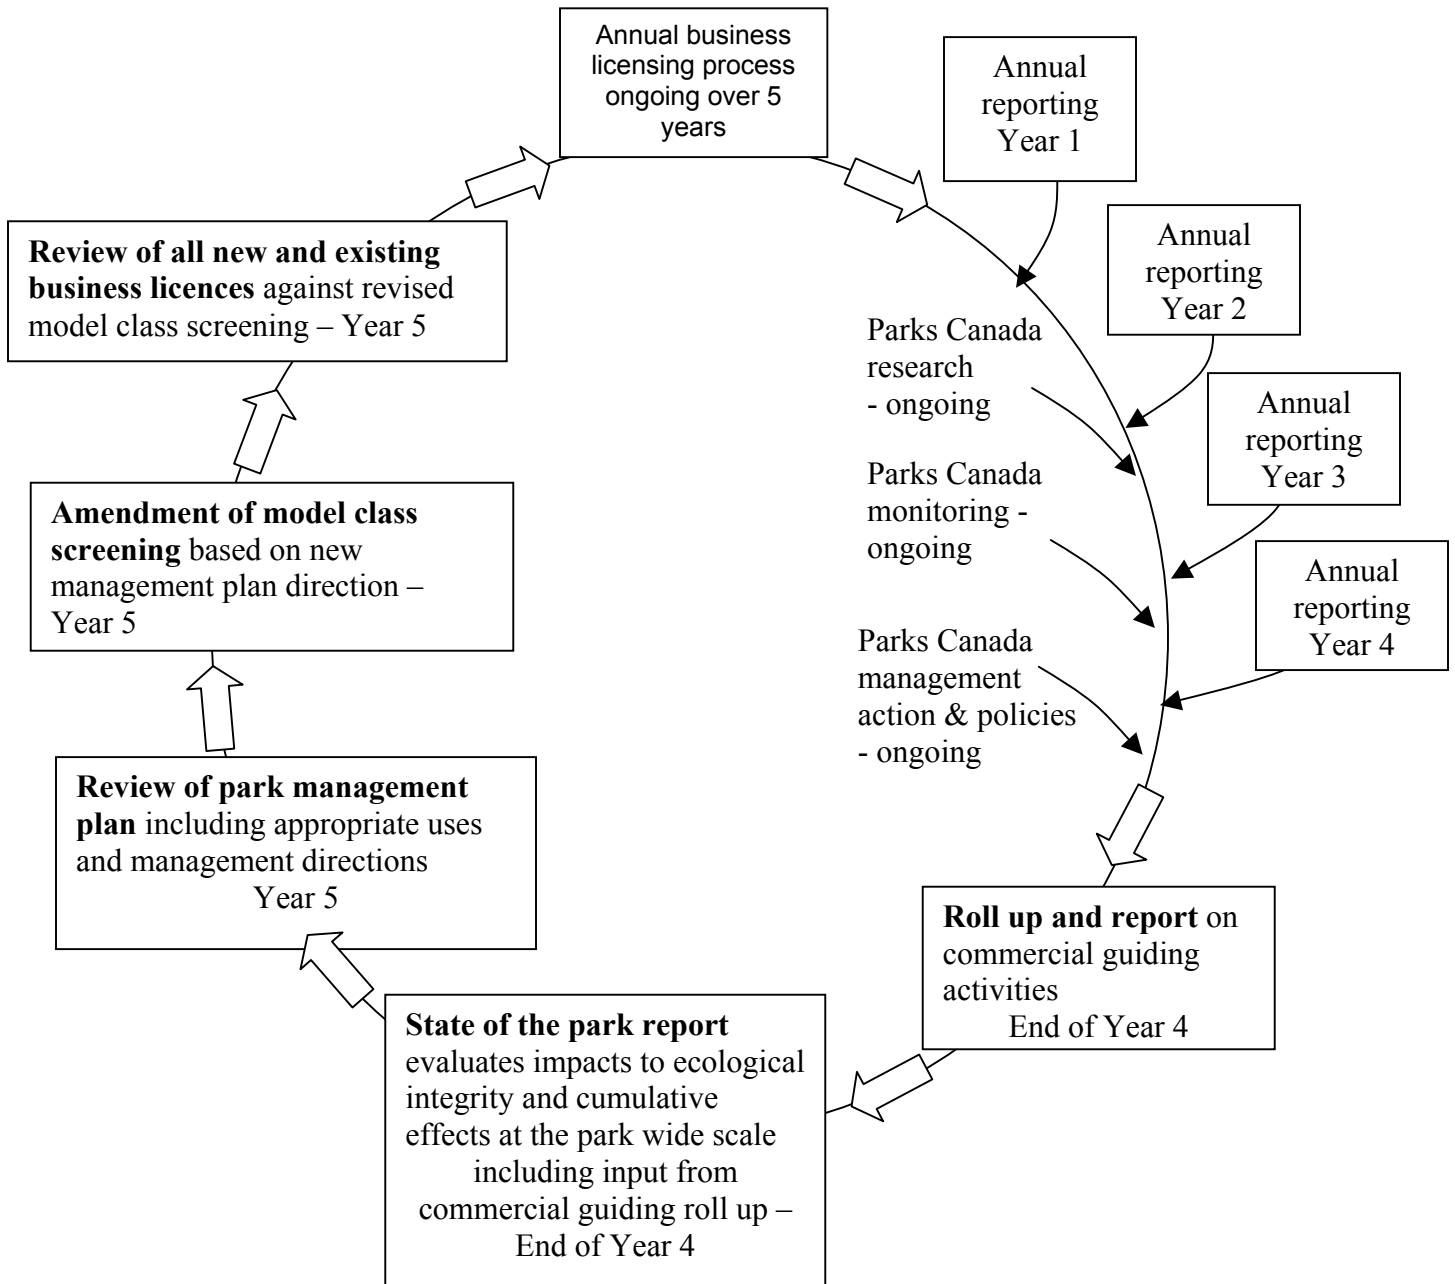 Annual business
licensing process
ongoing over 5
years
Annual
reporting
Year 1
Annual
reporting
Year 2
Annual
reporting
Year 3
Annual
reporting
Year 4
Parks Canada
research
- ongoing
Parks Canada
monitoring -
ongoing
Parks Canada
management
action & policies
- ongoing
Roll up and report on
commercial guiding
activities
End of Year 4
State of the park report
evaluates impacts to ecological
integrity and cumulative
effects at the park wide scale
including input from
commercial guiding roll up –
End of Year 4
Review of park management
plan including appropriate uses
and management directions
Year 5
Amendment of model class
screening based on new
management plan direction –
Year 5
Review of all new and existing
business licences against revised
model class screening – Year 5